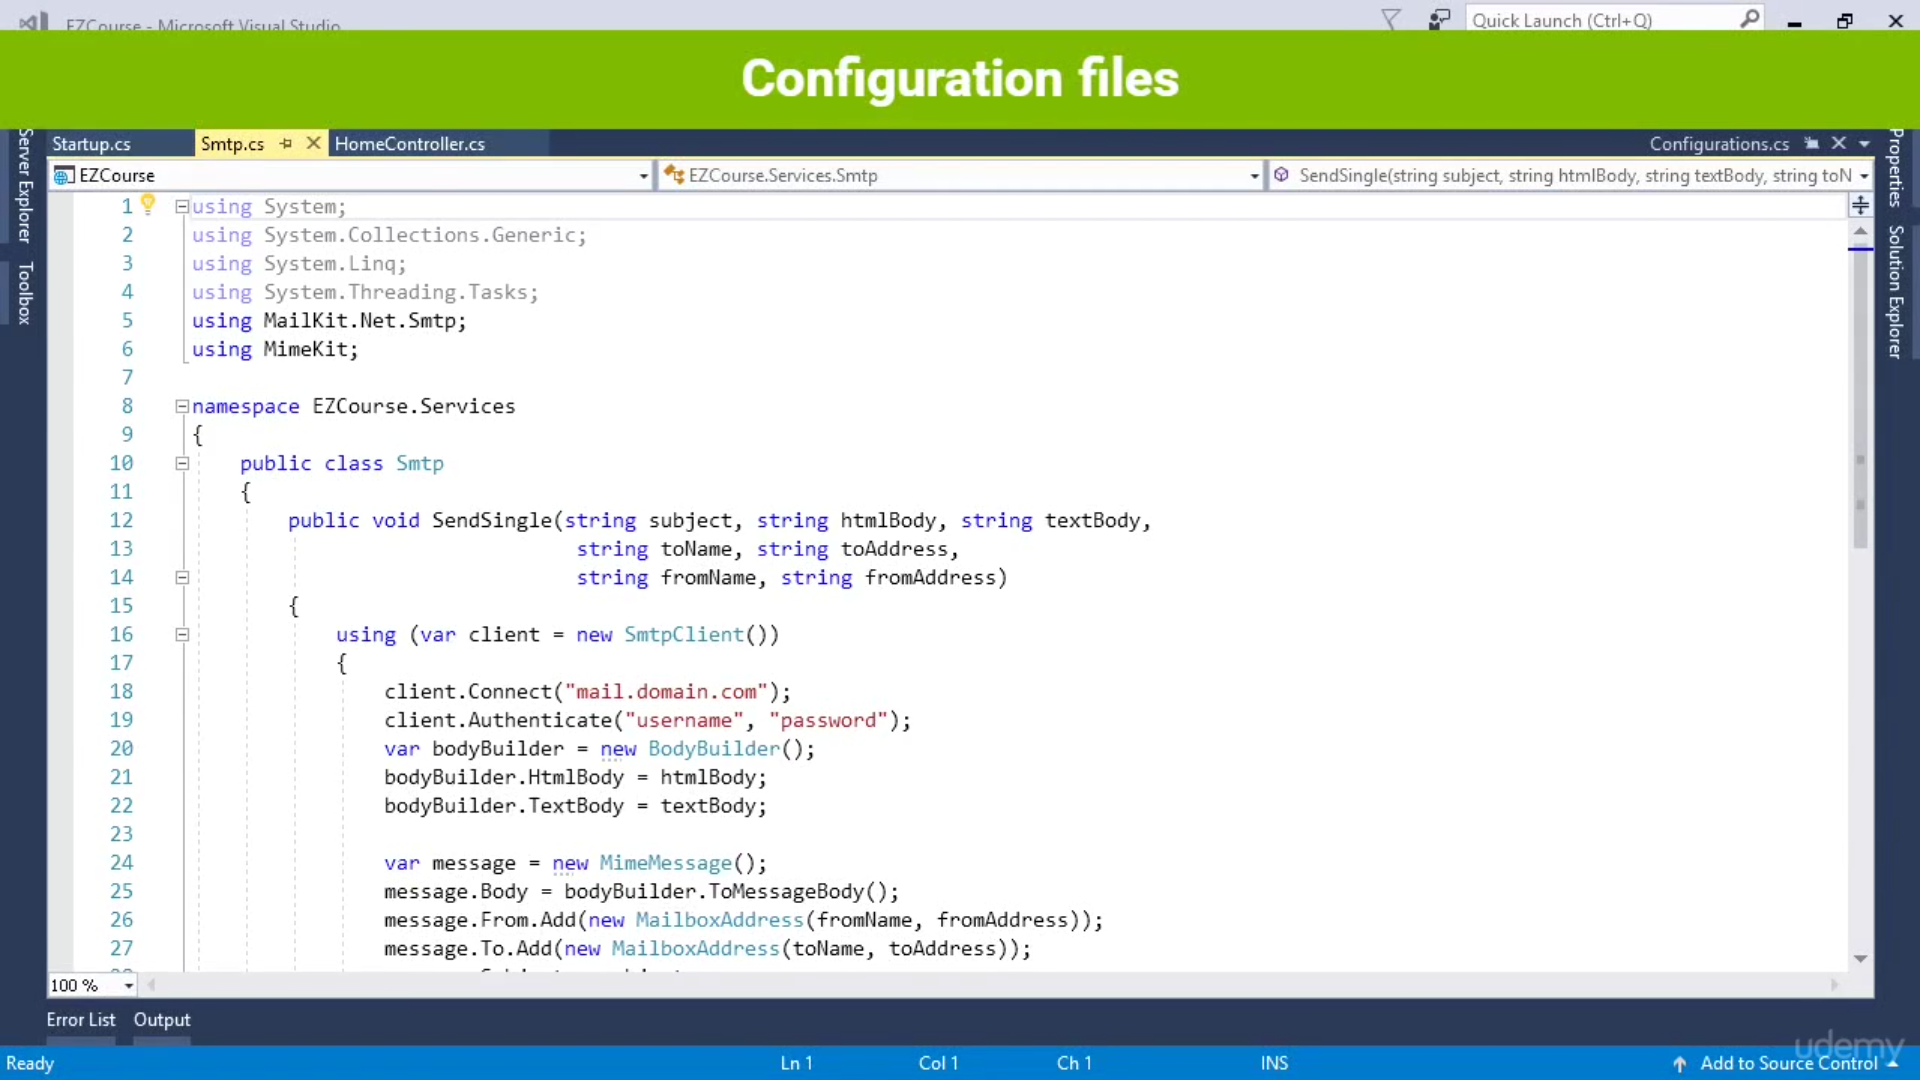 EZCourse - Microsoft Visual Studio
Quick Launch (Ctrl+Q)
Configuration files
Startup.cs
Smtp.cs
HomeController.cs
Configurations.cs
EZCourse
EZCourse.Services.Smtp
SendSingle(string subject, string htmlBody, string textBody, string toN
Server Explorer
Toolbox
Properties
Solution Explorer
1 using System;
2 using System.Collections.Generic;
3 using System.Linq;
4 using System.Threading.Tasks;
5 using MailKit.Net.Smtp;
6 using MimeKit;
7
8 namespace EZCourse.Services
9 {
10 public class Smtp
11 {
12 public void SendSingle(string subject, string htmlBody, string textBody,
13 string toName, string toAddress,
14 string fromName, string fromAddress)
15 {
16 using (var client = new SmtpClient())
17 {
18 client.Connect("mail.domain.com");
19 client.Authenticate("username", "password");
20 var bodyBuilder = new BodyBuilder();
21 bodyBuilder.HtmlBody = htmlBody;
22 bodyBuilder.TextBody = textBody;
23
24 var message = new MimeMessage();
25 message.Body = bodyBuilder.ToMessageBody();
26 message.From.Add(new MailboxAddress(fromName, fromAddress));
27 message.To.Add(new MailboxAddress(toName, toAddress));
100 %
Error List
Output
Ready
Ln 1
Col 1
Ch 1
INS
Add to Source Control
udemy